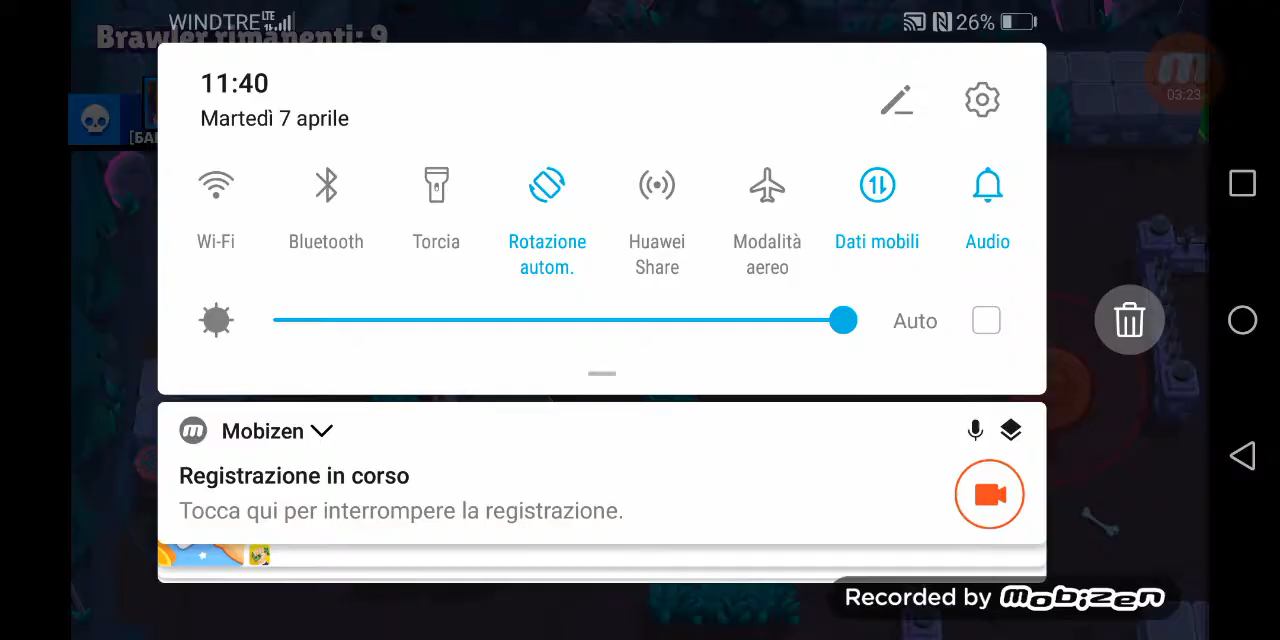 WINDTRE LTE
26%
Brawler rimanenti: 9
11:40
Martedì 7 aprile
03:23
[БАІ
Wi-Fi
Bluetooth
Torcia
Rotazione
autom.
Huawei
Share
Modalità
aereo
Dati mobili
Audio
Auto
Mobizen
Registrazione in corso
Tocca qui per interrompere la registrazione.
Recorded by mobizen